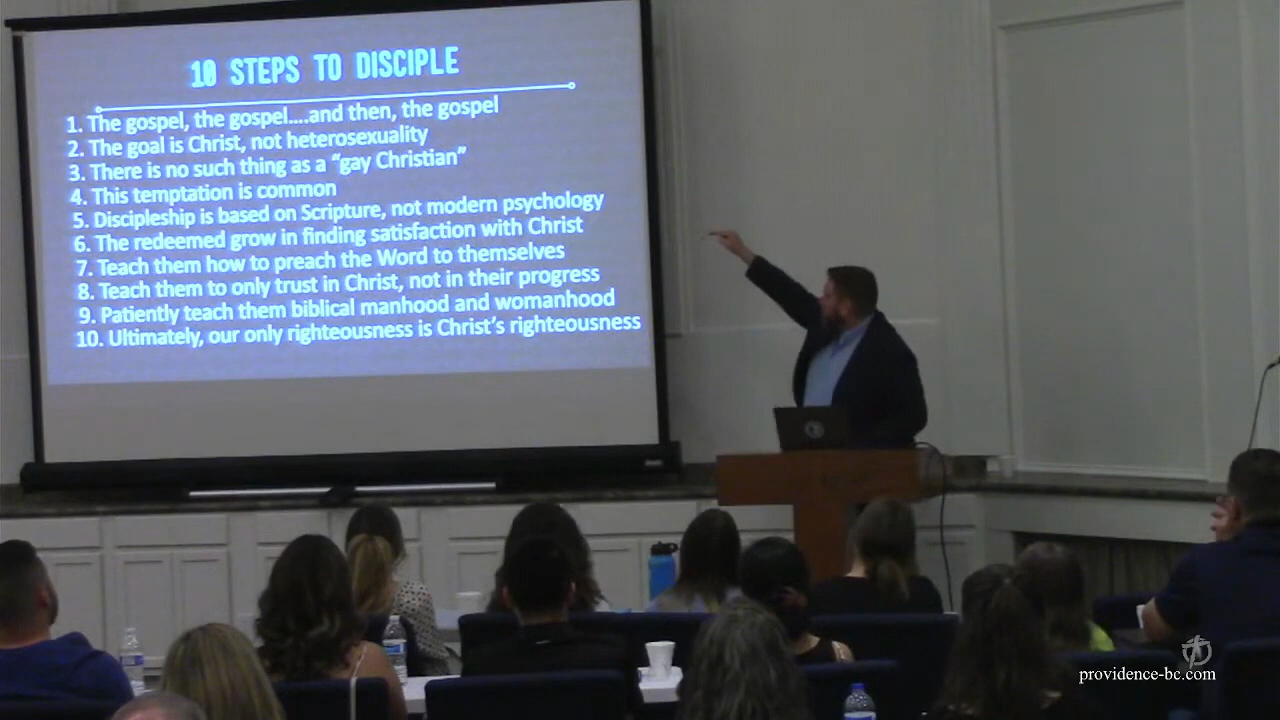 10 STEPS TO DISCIPLE
1. The gospel, the gospel....and then, the gospel
2. The goal is Christ, not heterosexuality
3. There is no such thing as a “gay Christian”
4. This temptation is common
5. Discipleship is based on Scripture, not modern psychology
6. The redeemed grow in finding satisfaction with Christ
7. Teach them how to preach the Word to themselves
8. Teach them to only trust in Christ, not in their progress
9. Patiently teach them biblical manhood and womanhood
10. Ultimately, our only righteousness is Christ’s righteousness
providence-bc.com